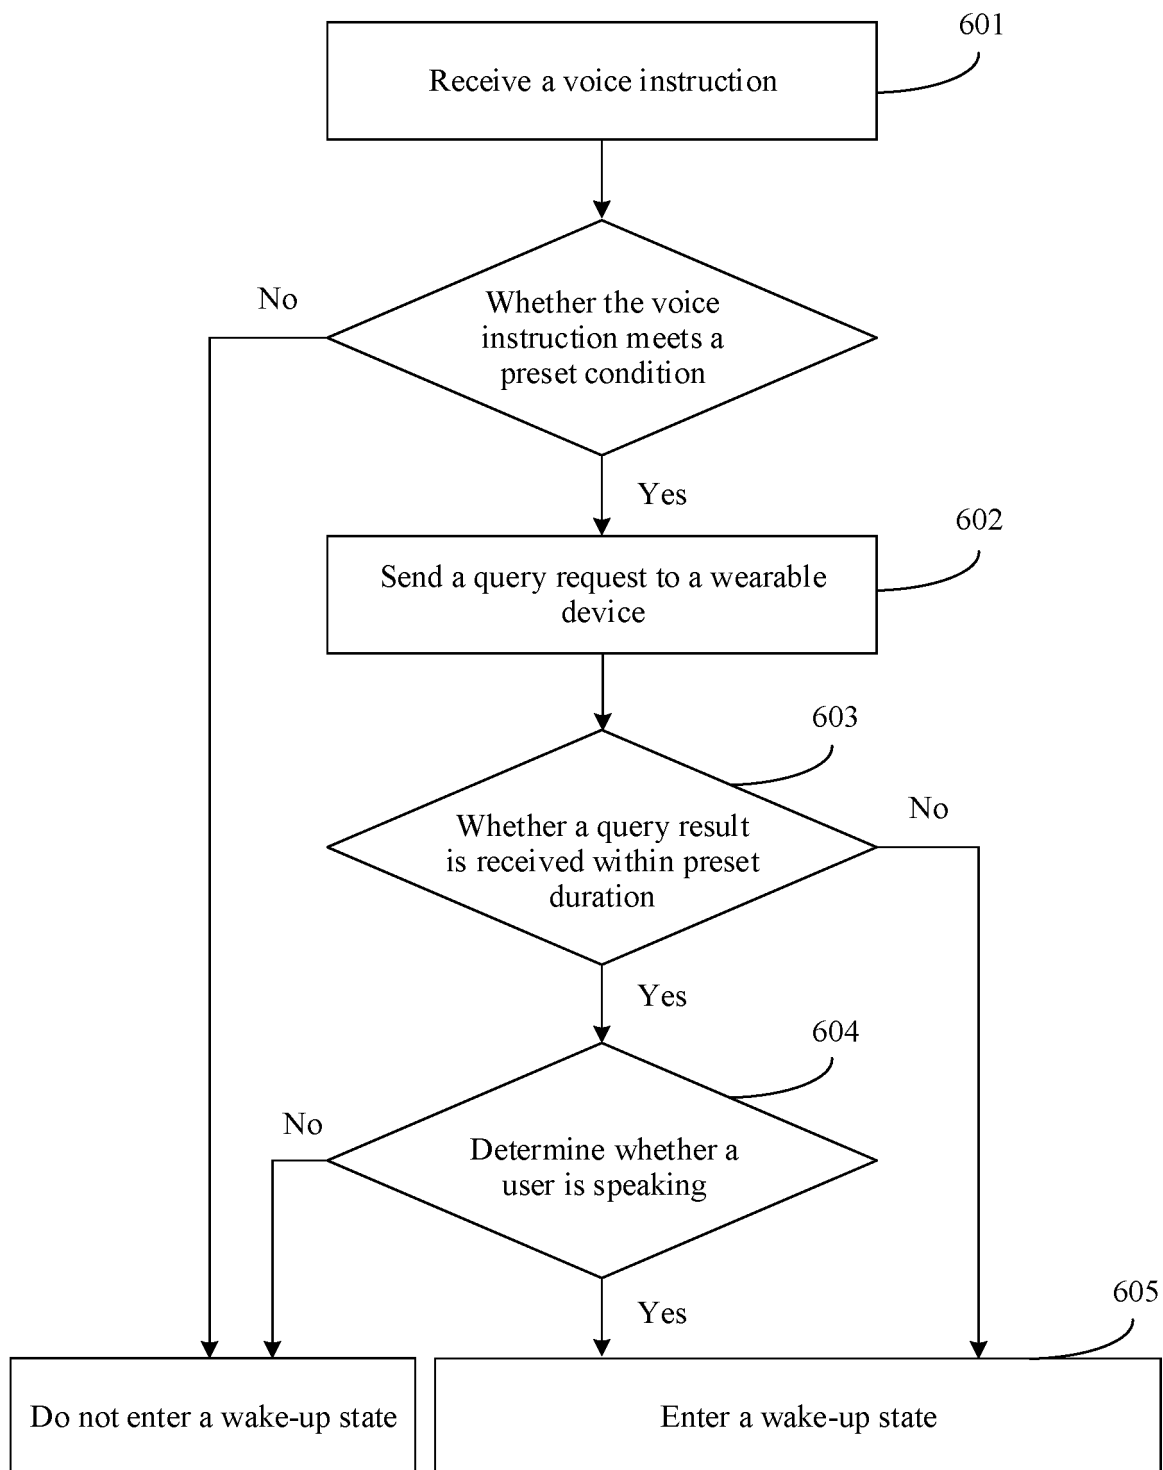 601
Receive a voice instruction
No
Whether the voice
instruction meets a
preset condition
Yes
602
Send a query request to a wearable
device
603
No
Whether a query result
is received within preset
duration
Yes
604
No
Determine whether a
user is speaking
Yes
605
Do not enter a wake-up state
Enter a wake-up state